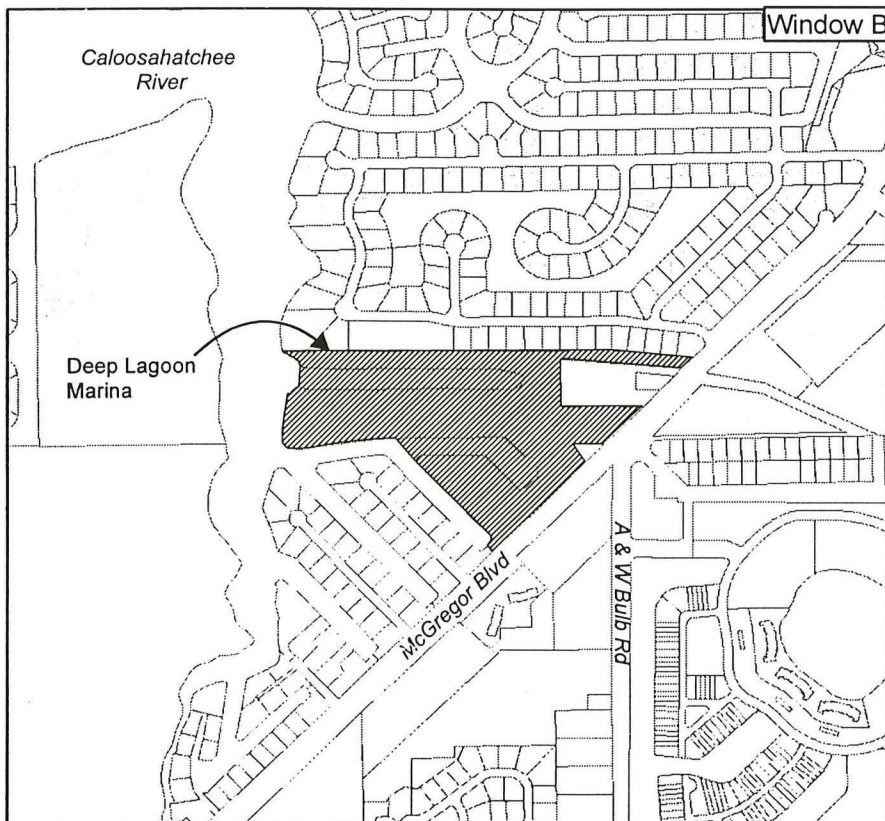 Window B
Caloosahatchee
River
Deep Lagoon
Marina
McGregor Blvd
A & W Bulb Rd